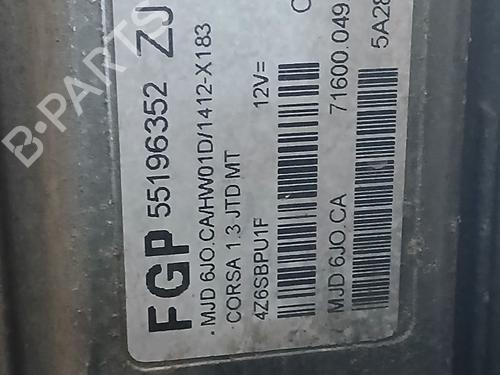 FGP 55196352 ZJ
.MJD 6JO.CA/HW01D/1412-X183
CORSA 1.3 JTD MT
4Z6SBPU1F 12V=
MJD 6JO.CA 71600.049
5A28
B-PARTS